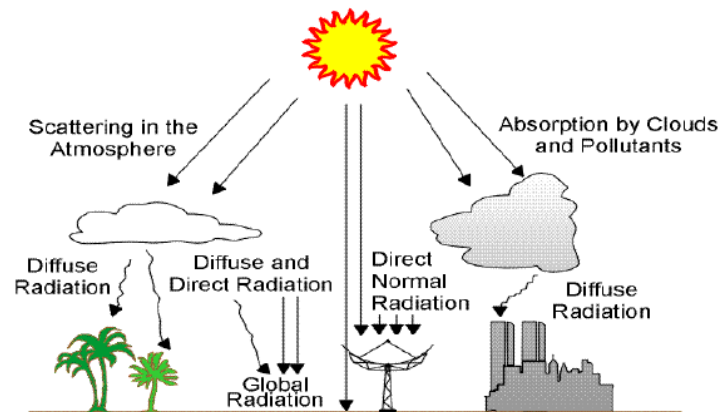 Scattering in the
Atmosphere
Absorption by Clouds
and Pollutants
Diffuse
Radiation
Diffuse and
Direct Radiation
Direct
Normal
Radiation
Diffuse
Radiation
Global
Radiation